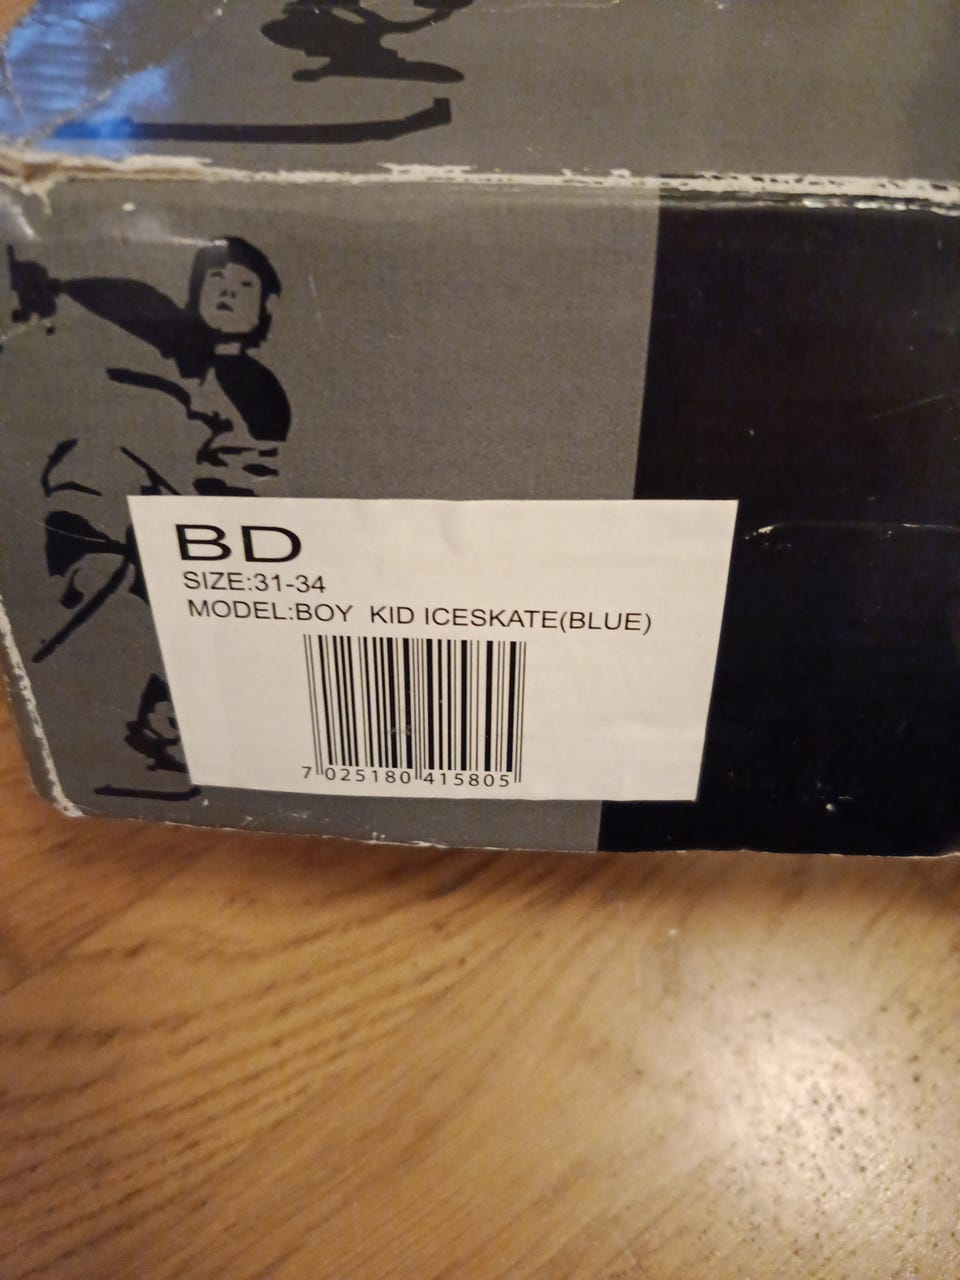 BD
SIZE:31-34
MODEL:BOY KID ICESKATE(BLUE)
7 025180 415805